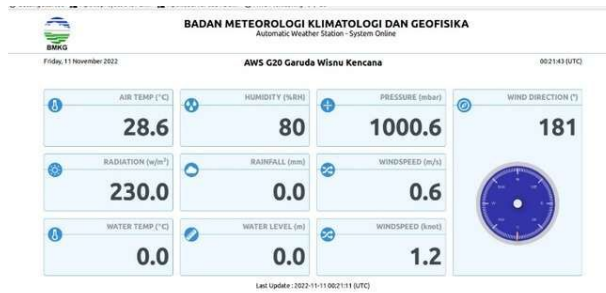 BMKG
BADAN METEOROLOGI KLIMATOLOGI DAN GEOFISIKA
Automatic Weather Station - System Online
Friday, 11 November 2022
AWS G20 Garuda Wisnu Kencana
00:21:43 (UTC)
AIR TEMP (°C)
28.6
HUMIDITY (%RH)
80
PRESSURE (mbar)
1000.6
WIND DIRECTION (°)
181
RADIATION (w/m²)
230.0
RAINFALL (mm)
0.0
WINDSPEED (m/s)
0.6
WATER TEMP (°C)
0.0
WATER LEVEL (m)
0.0
WINDSPEED (knot)
1.2
Last Update : 2022-11-11 00:21:11 (UTC)